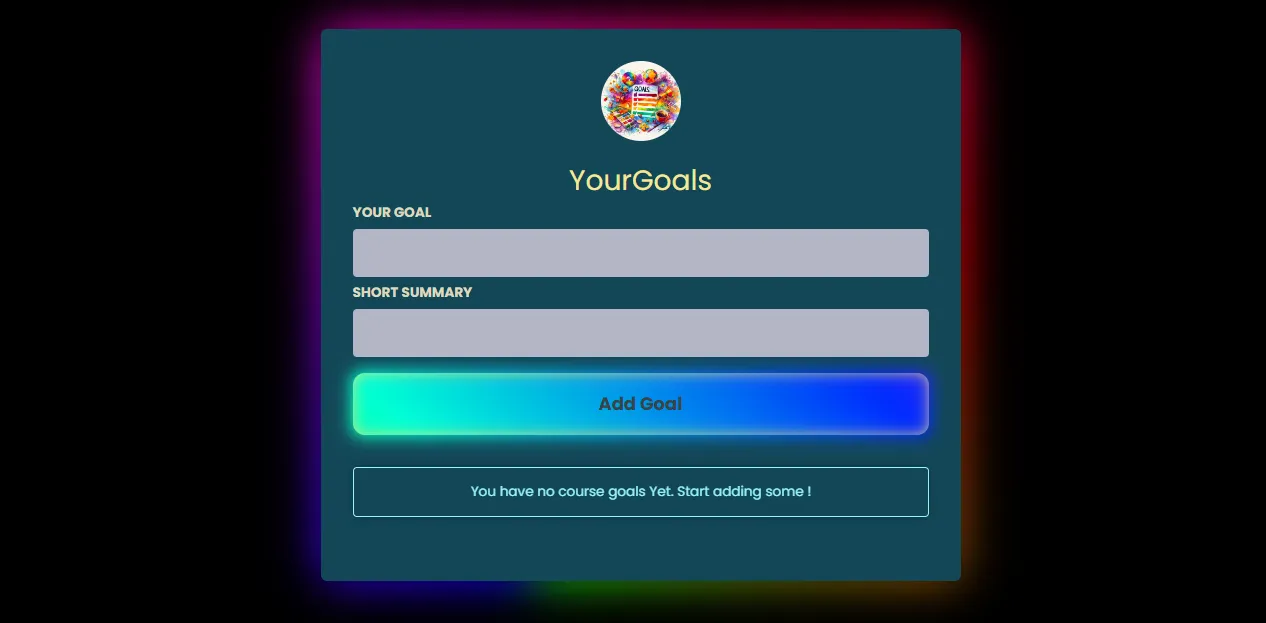 GOALS
YourGoals
YOUR GOAL
SHORT SUMMARY
Add Goal
You have no course goals Yet. Start adding some !